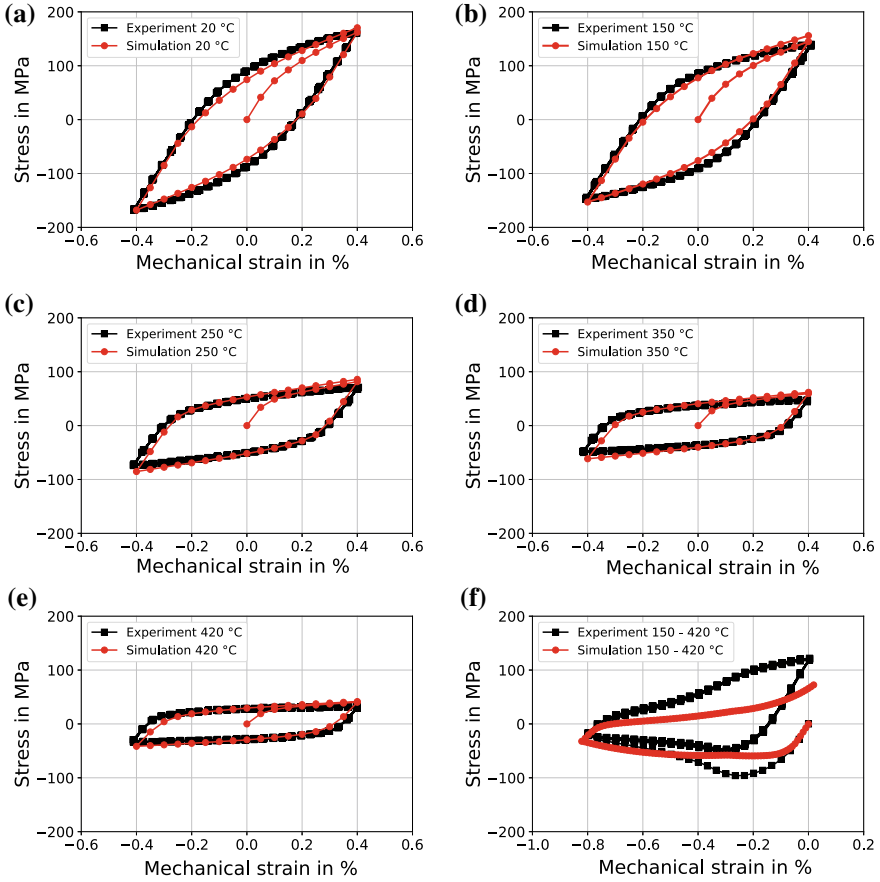 (a)
200
100
0
−100
−200
Stress in MPa
Experiment 20 °C
Simulation 20 °C
−0.6 −0.4 −0.2 0.0 0.2 0.4 0.6
Mechanical strain in %
(b)
200
100
0
−100
−200
Stress in MPa
Experiment 150 °C
Simulation 150 °C
−0.6 −0.4 −0.2 0.0 0.2 0.4 0.6
Mechanical strain in %
(c)
200
100
0
−100
−200
Stress in MPa
Experiment 250 °C
Simulation 250 °C
−0.6 −0.4 −0.2 0.0 0.2 0.4 0.6
Mechanical strain in %
(d)
200
100
0
−100
−200
Stress in MPa
Experiment 350 °C
Simulation 350 °C
−0.6 −0.4 −0.2 0.0 0.2 0.4 0.6
Mechanical strain in %
(e)
200
100
0
−100
−200
Stress in MPa
Experiment 420 °C
Simulation 420 °C
−0.6 −0.4 −0.2 0.0 0.2 0.4 0.6
Mechanical strain in %
(f)
200
100
0
−100
−200
Stress in MPa
Experiment 150 - 420 °C
Simulation 150 - 420 °C
−1.0 −0.8 −0.6 −0.4 −0.2 0.0 0.2
Mechanical strain in %